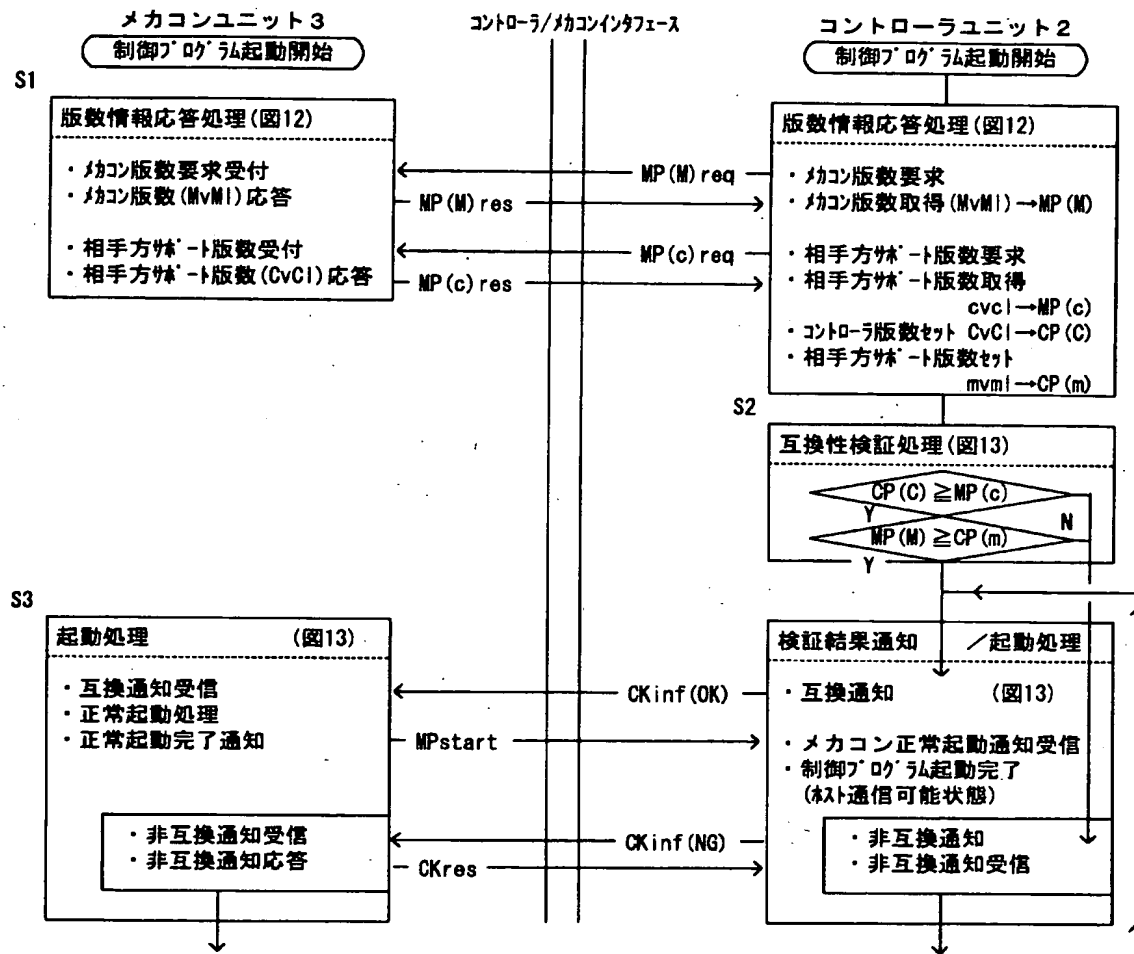 メカコンユニット3
コントローラ/メカコンインタフェース
コントローラユニット2
制御プログラム起動開始
制御プログラム起動開始
S1
版数情報応答処理(図12)
・メカコン版数要求受付
・メカコン版数(MvMl)応答
・相手方サポート版数受付
・相手方サポート版数(CvCl)応答
MP(M)req
MP(M)res
MP(c)req
MP(c)res
版数情報応答処理(図12)
・メカコン版数要求
・メカコン版数取得(MvMl)→MP(M)
・相手方サポート版数要求
・相手方サポート版数取得
cvcl→MP(c)
・コントローラ版数セット CvCl→CP(C)
・相手方サポート版数セット
mvml→CP(m)
S2
互換性検証処理(図13)
CP(C)≧MP(c)
Y
N
MP(M)≧CP(m)
Y
S3
起動処理 (図13)
・互換通知受信
・正常起動処理
・正常起動完了通知
・非互換通知受信
・非互換通知応答
CKinf(OK)
MPstart
CKinf(NG)
CKres
検証結果通知 /起動処理
・互換通知 (図13)
・メカコン正常起動通知受信
・制御プログラム起動完了
(ホスト通信可能状態)
・非互換通知
・非互換通知受信